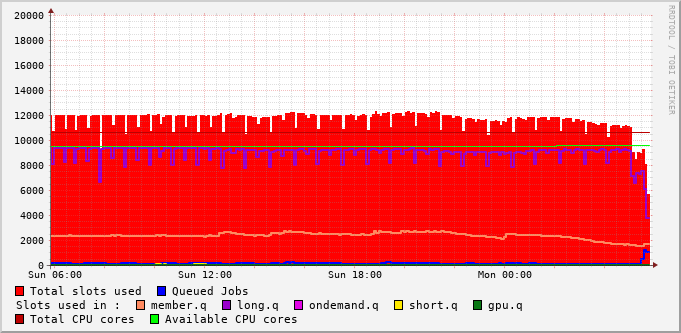 20000
18000
16000
14000
12000
10000
8000
6000
4000
2000
0
Sun 06:00 Sun 12:00 Sun 18:00 Mon 00:00
Total slots used Queued Jobs
Slots used in : member.q long.q ondemand.q short.q gpu.q
Total CPU cores Available CPU cores
RRDTOOL / TOBI OETIKER